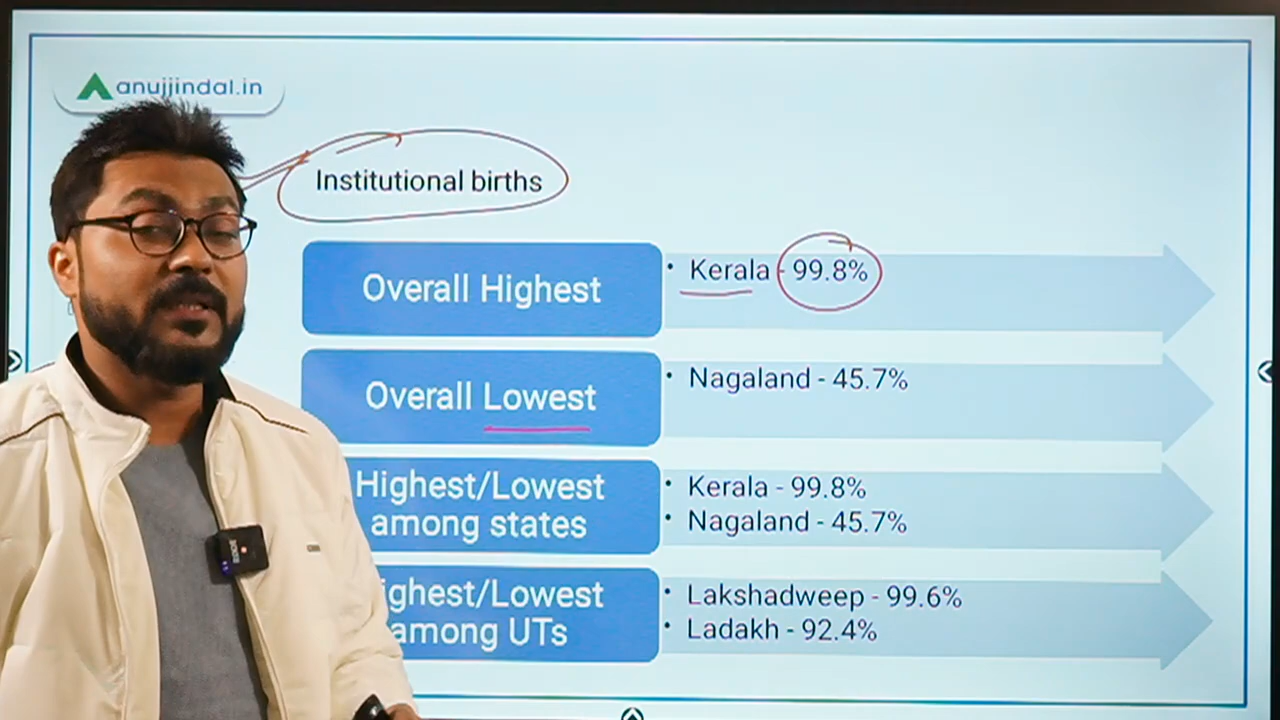 anujjindal.in
Institutional births
Overall Highest
• Kerala - 99.8%
Overall Lowest
• Nagaland - 45.7%
Highest/Lowest
among states
• Kerala - 99.8%
• Nagaland - 45.7%
ighest/Lowest
among UTs
• Lakshadweep - 99.6%
• Ladakh - 92.4%